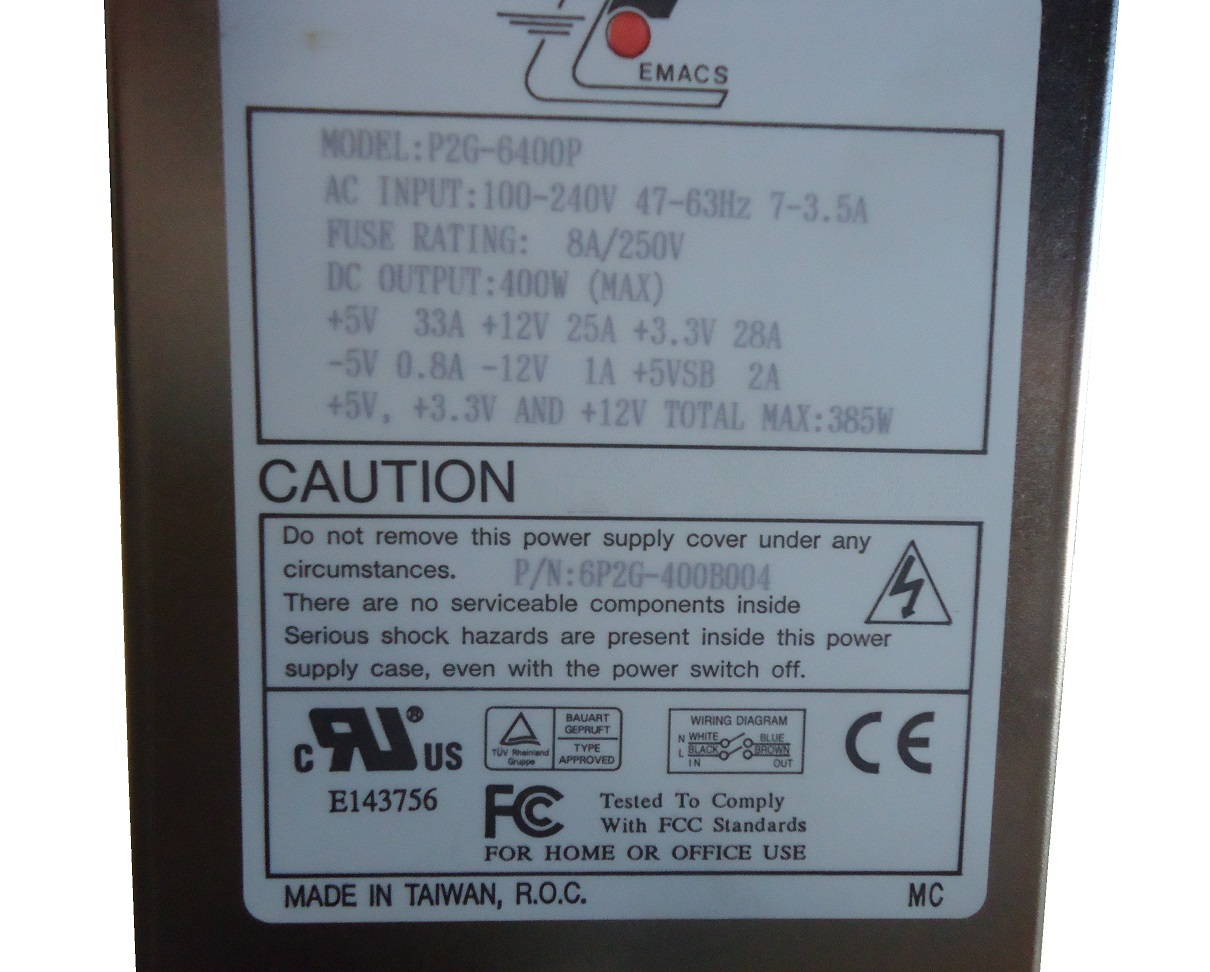 EMACS
MODEL:P2G-6400P
AC INPUT:100-240V 47-63Hz 7-3.5A
FUSE RATING: 8A/250V
DC OUTPUT:400W (MAX)
+5V 33A +12V 25A +3.3V 28A
-5V 0.8A -12V 1A +5VSB 2A
+5V, +3.3V AND +12V TOTAL MAX:385W
CAUTION
Do not remove this power supply cover under any
circumstances. P/N:6P2G-400B004
There are no serviceable components inside
Serious shock hazards are present inside this power
supply case, even with the power switch off.
C RU® US
E143756
TÜV Rheinland
Gruppe
BAUART
GEPRUFT
TYPE
APPROVED
WIRING DIAGRAM
N WHITE BLUE
L BLACK BROWN
IN OUT
CE
FC Tested To Comply
With FCC Standards
FOR HOME OR OFFICE USE
MADE IN TAIWAN, R.O.C. MC